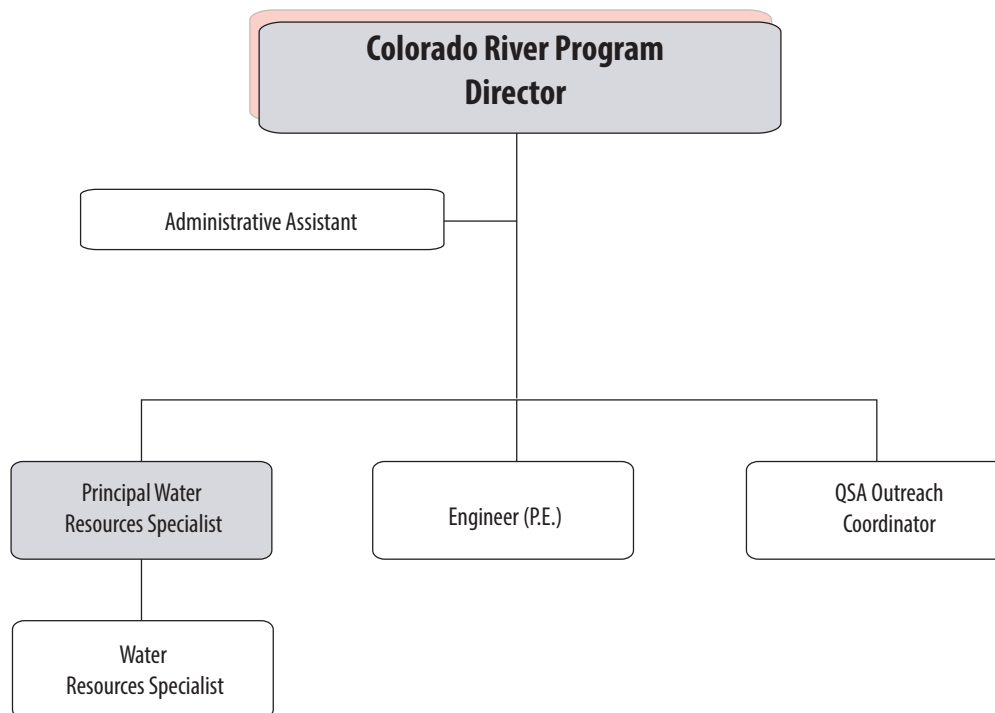 Colorado River Program
Director
Administrative Assistant
Principal Water
Resources Specialist
Engineer (P.E.)
QSA Outreach
Coordinator
Water
Resources Specialist